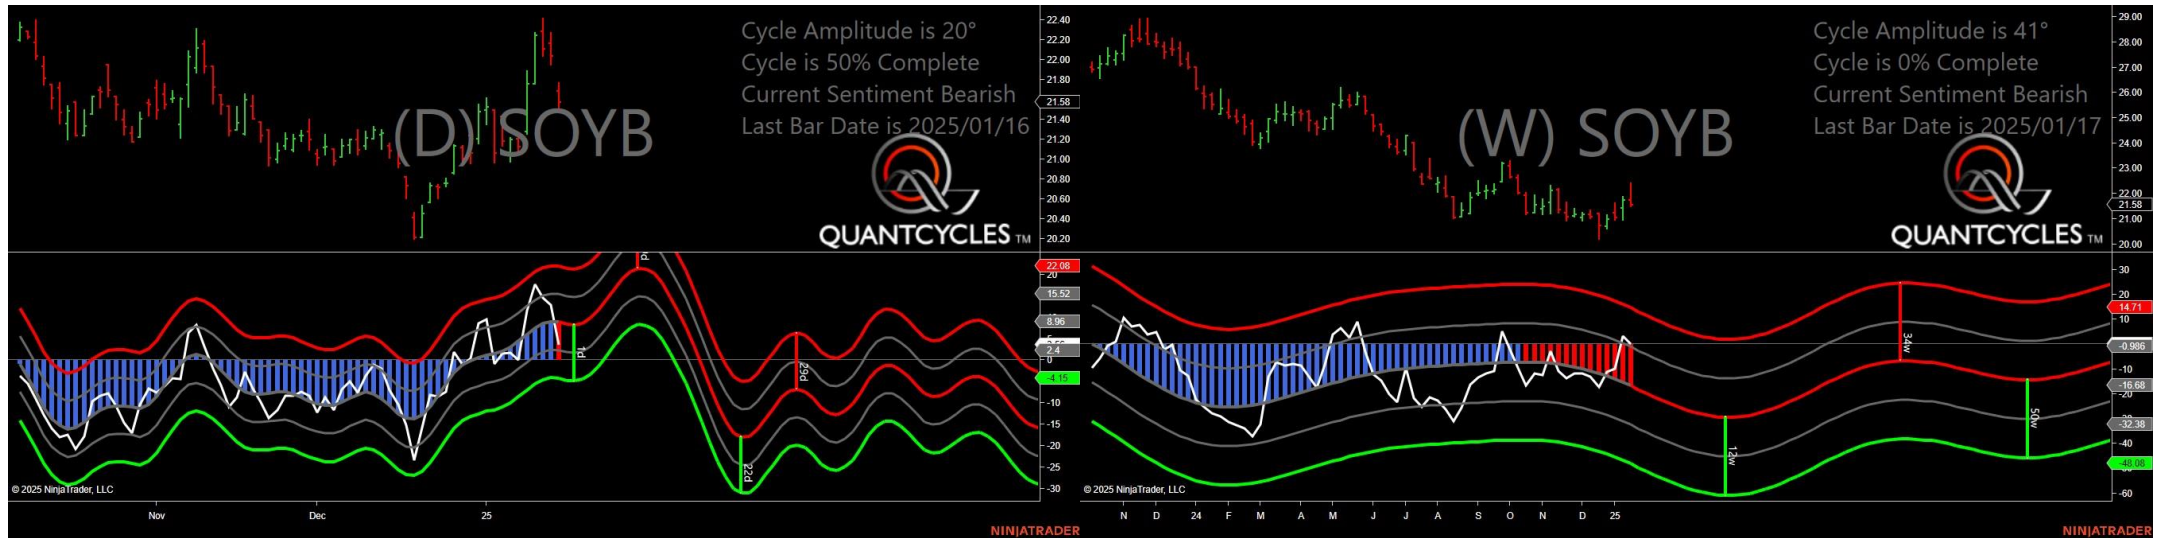 Cycle Amplitude is 20°
Cycle is 50% Complete
Current Sentiment Bearish
Last Bar Date is 2025/01/16
(D) SOYB
QUANTCYCLES TM
22.40
22.20
22.00
21.80
21.58
21.40
21.20
21.00
20.80
20.60
20.40
20.20
22.08
20
15.52
8.96
2.4
0
-4.15
-10
-15
-20
-25
-30
1d
22d
29d
© 2025 NinjaTrader, LLC
Nov
Dec
25
NINJATRADER
Cycle Amplitude is 41°
Cycle is 0% Complete
Current Sentiment Bearish
Last Bar Date is 2025/01/17
(W) SOYB
QUANTCYCLES TM
29.00
28.00
27.00
26.00
25.00
24.00
23.00
22.00
21.58
21.00
20.00
30
20
14.71
10
-0.986
-10
-16.68
-20
-32.38
-40
-48.08
-60
12w
34w
50w
© 2025 NinjaTrader, LLC
N D 24 F M A M J J A S O N D 25
NINJATRADER